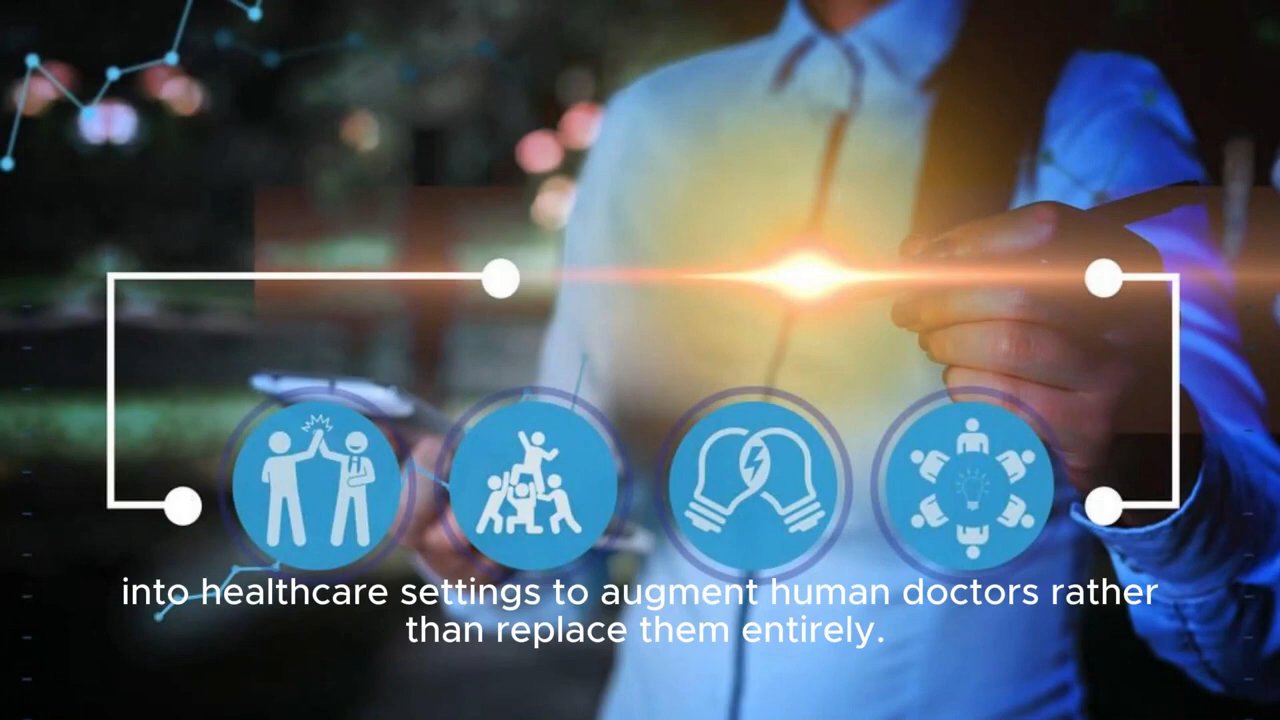 into healthcare settings to augment human doctors rather
than replace them entirely.